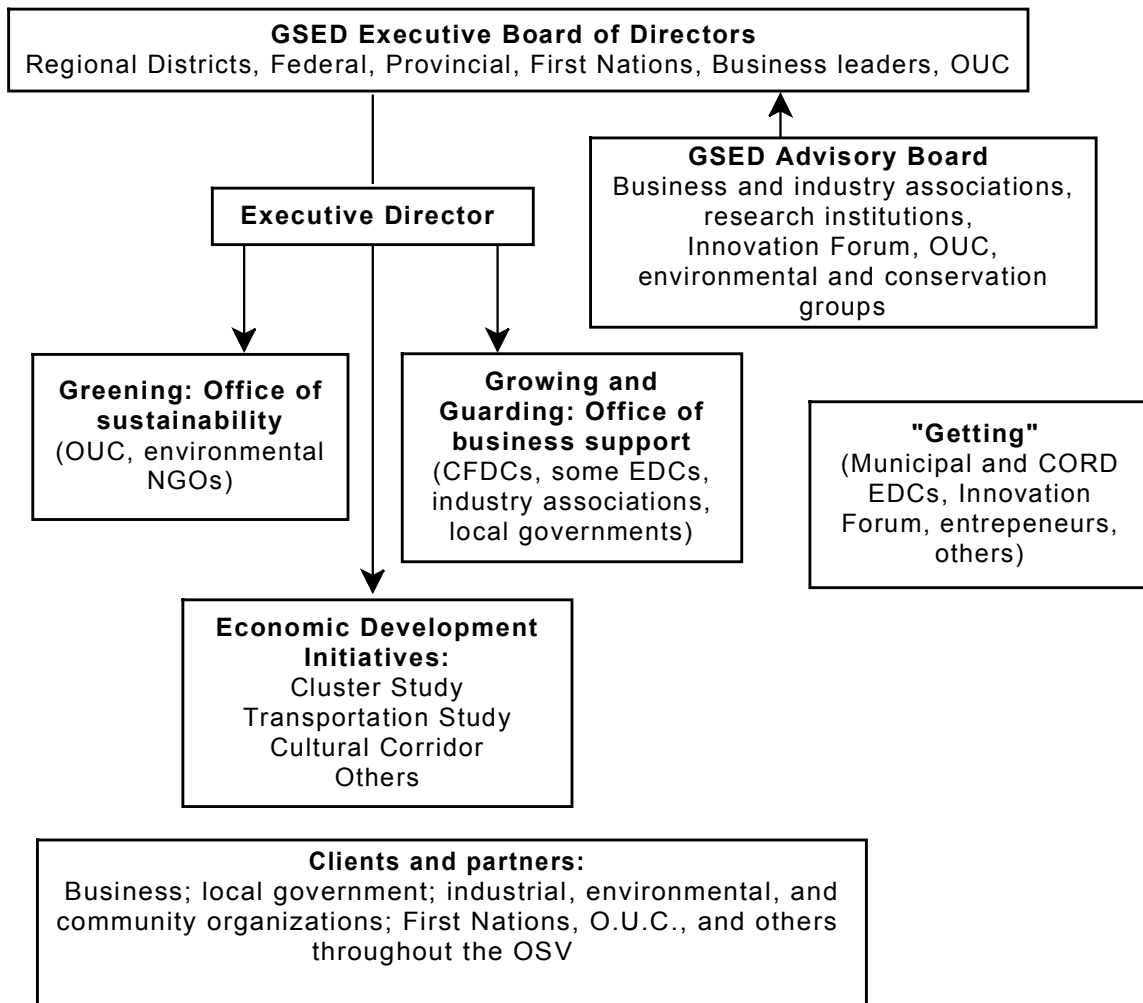 GSED Executive Board of Directors
Regional Districts, Federal, Provincial, First Nations, Business leaders, OUC
GSED Advisory Board
Business and industry associations,
research institutions,
Innovation Forum, OUC,
environmental and conservation
groups
Executive Director
Greening: Office of
sustainability
(OUC, environmental
NGOs)
Growing and
Guarding: Office of
business support
(CFDCs, some EDCs,
industry associations,
local governments)
"Getting"
(Municipal and CORD
EDCs, Innovation
Forum, entrepeneurs,
others)
Economic Development
Initiatives:
Cluster Study
Transportation Study
Cultural Corridor
Others
Clients and partners:
Business; local government; industrial, environmental, and
community organizations; First Nations, O.U.C., and others
throughout the OSV